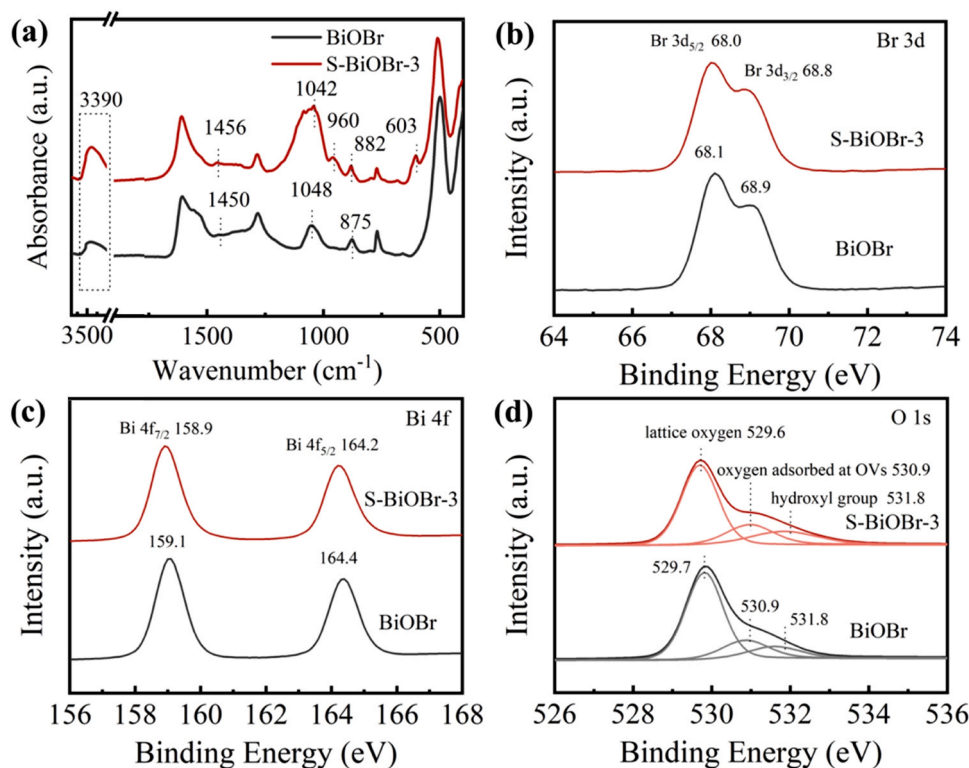 (a)
BiOBr
S-BiOBr-3
3390
1456
1042
960
882
603
1450
1048
875
Absorbance (a.u.)
3500 1500 1000 500
Wavenumber (cm⁻¹)
(b)
Br 3d
Br 3d₅/₂ 68.0
Br 3d₃/₂ 68.8
S-BiOBr-3
68.1
68.9
BiOBr
Intensity (a.u.)
64 66 68 70 72 74
Binding Energy (eV)
(c)
Bi 4f
Bi 4f₇/₂ 158.9
Bi 4f₅/₂ 164.2
S-BiOBr-3
159.1
164.4
BiOBr
Intensity (a.u.)
156 158 160 162 164 166 168
Binding Energy (eV)
(d)
O 1s
lattice oxygen 529.6
oxygen adsorbed at OVs 530.9
hydroxyl group 531.8
S-BiOBr-3
529.7
530.9
531.8
BiOBr
Intensity (a.u.)
526 528 530 532 534 536
Binding Energy (eV)